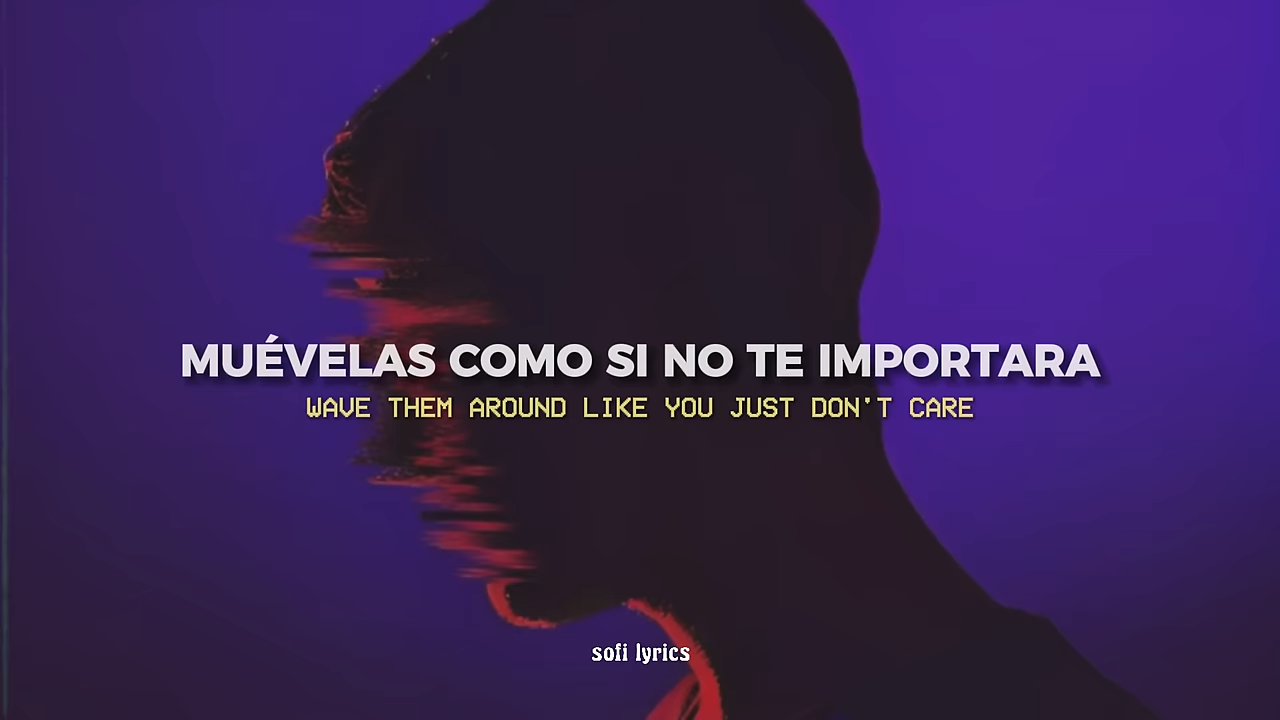 MUÉVELAS COMO SI NO TE IMPORTARA
WAVE THEM AROUND LIKE YOU JUST DON'T CARE
sofi lyrics